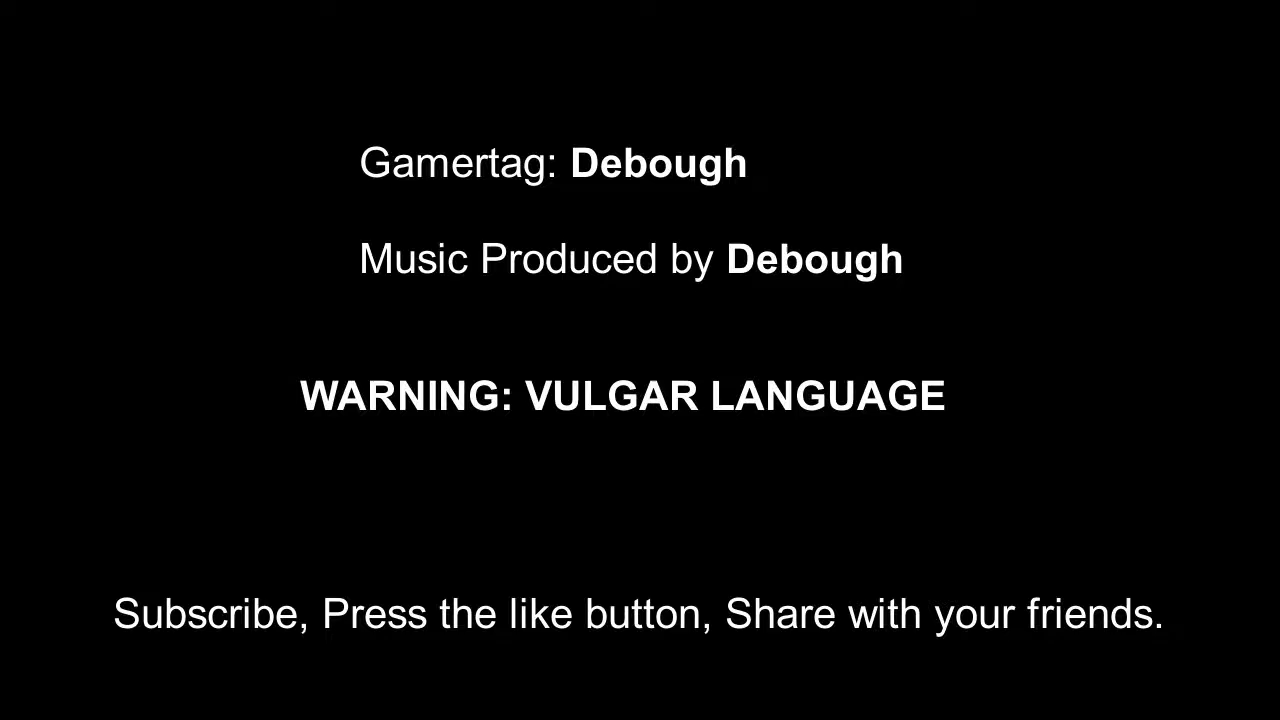 Gamertag: Debough
Music Produced by Debough
WARNING: VULGAR LANGUAGE
Subscribe, Press the like button, Share with your friends.